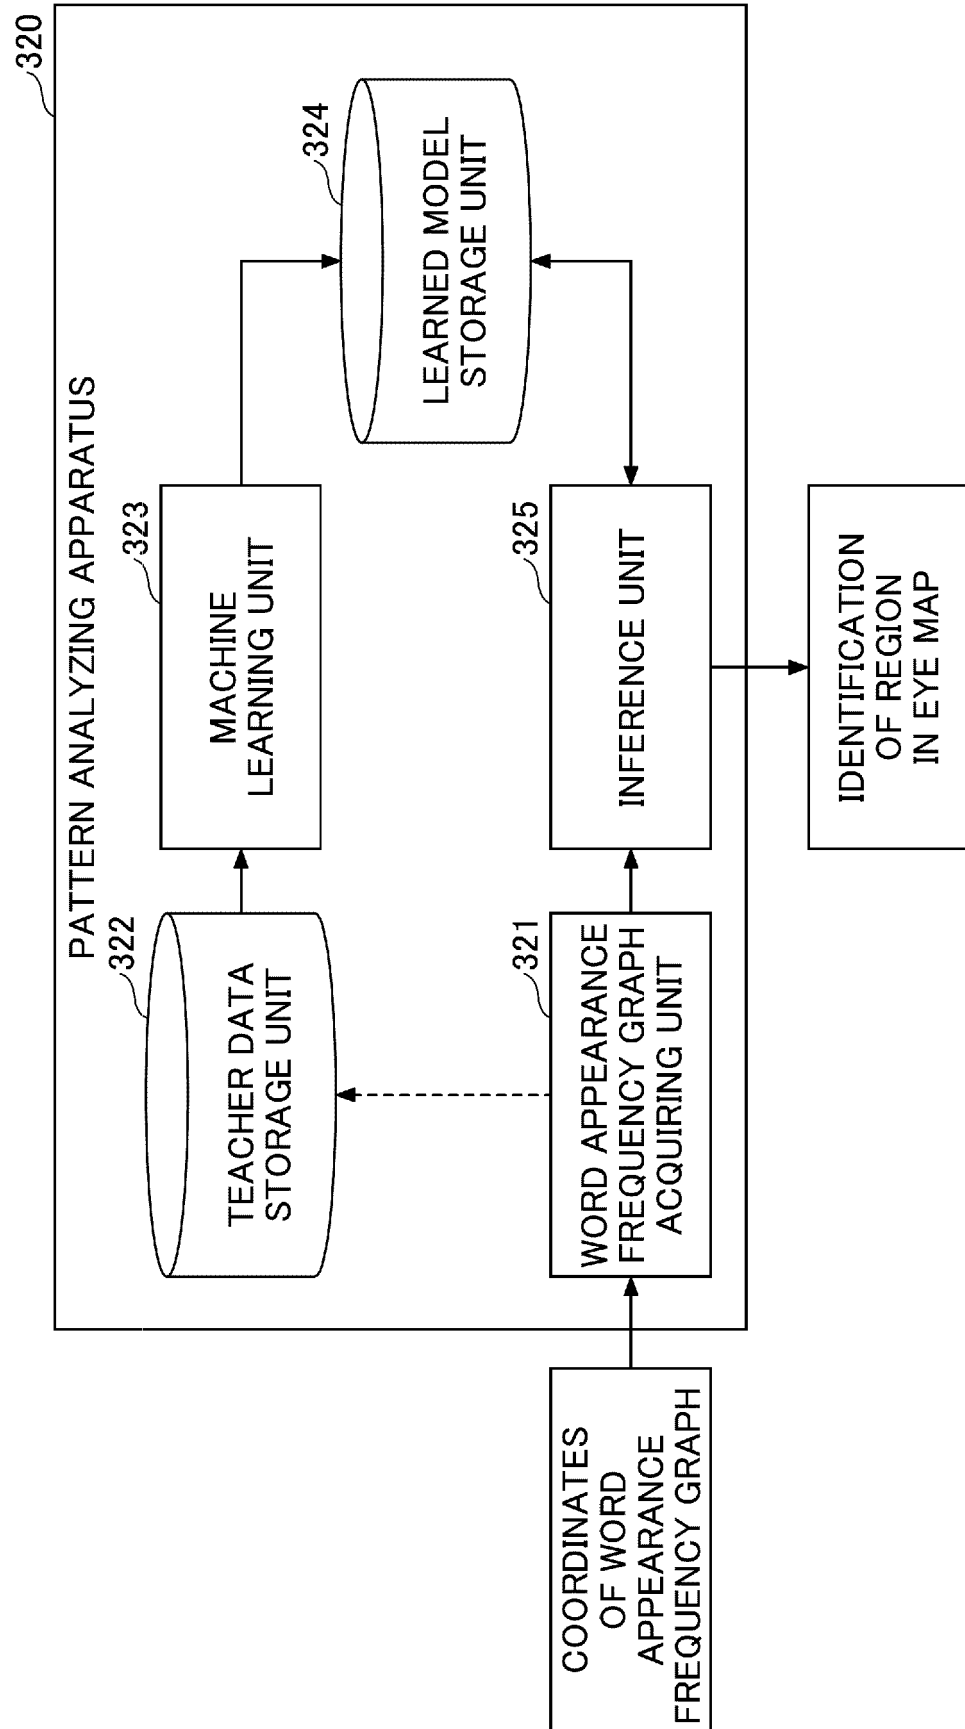 320
PATTERN ANALYZING APPARATUS
322
TEACHER DATA
STORAGE UNIT
323
MACHINE
LEARNING UNIT
324
LEARNED MODEL
STORAGE UNIT
COORDINATES
OF WORD
APPEARANCE
FREQUENCY GRAPH
321
WORD APPEARANCE
FREQUENCY GRAPH
ACQUIRING UNIT
325
INFERENCE UNIT
IDENTIFICATION
OF REGION
IN EYE MAP